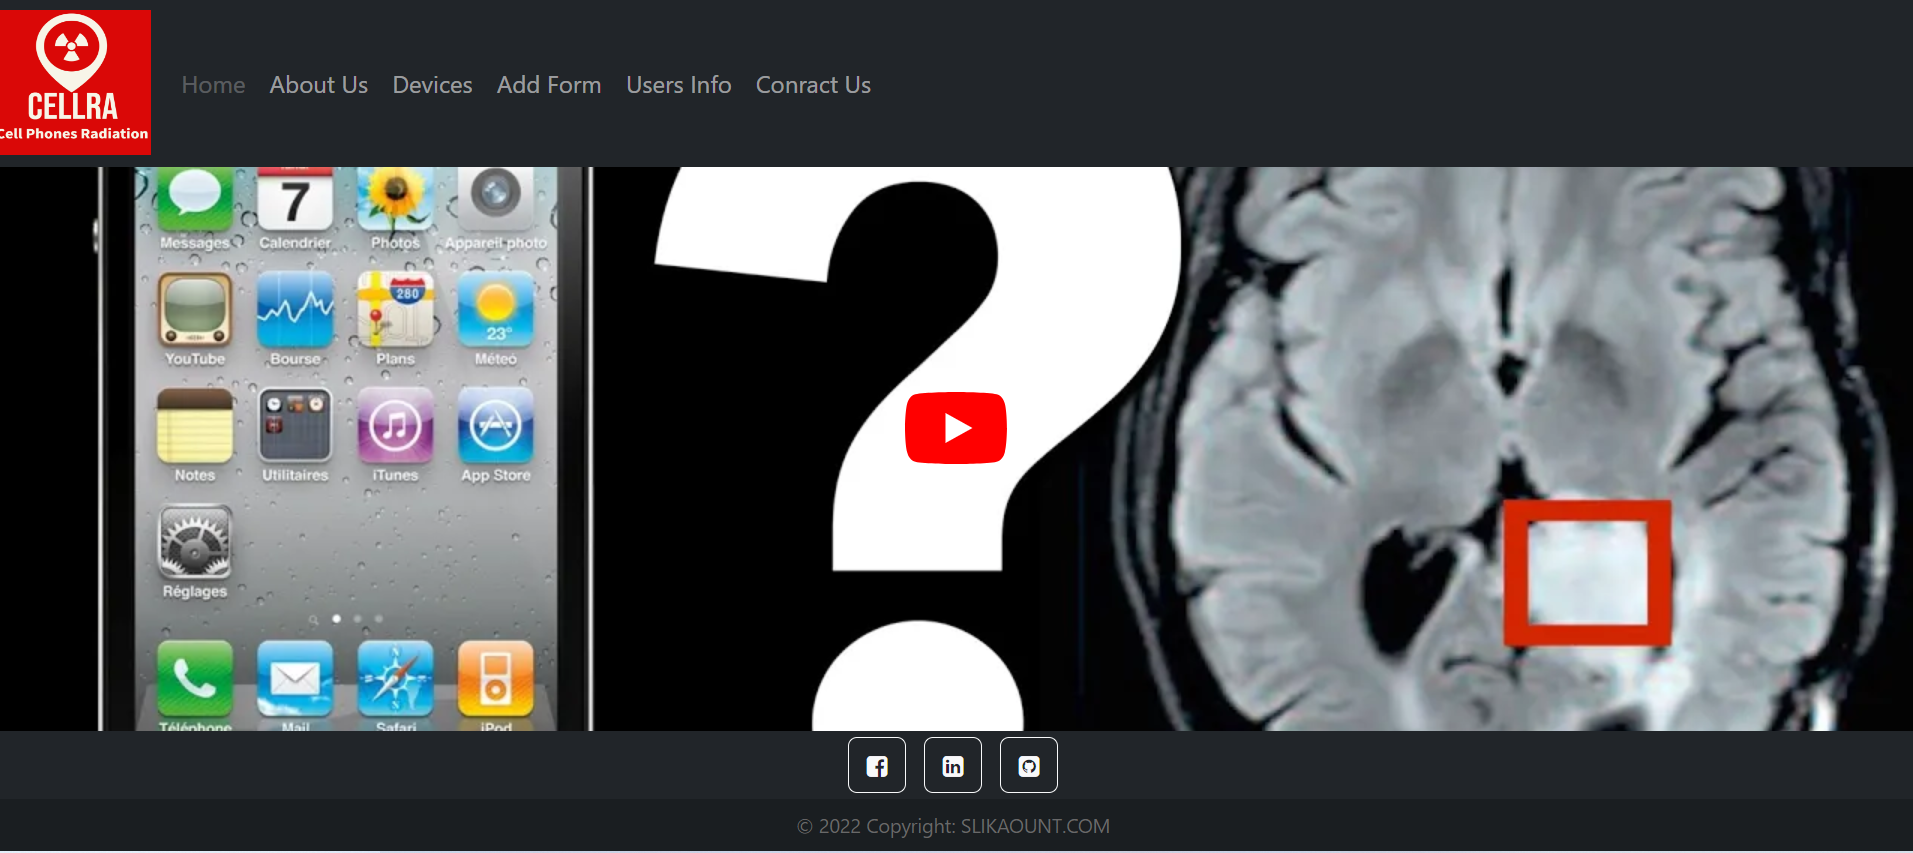 CELLRA
Cell Phones Radiation
Home About Us Devices Add Form Users Info Conract Us
7
Messages Calendrier Photos Appareil photo
280
23°
YouTube Bourse Plans Météo
Notes Utilitaires iTunes App Store
Réglages
?
Téléphone Mail Safari iPod
© 2022 Copyright: SLIKAOUNT.COM